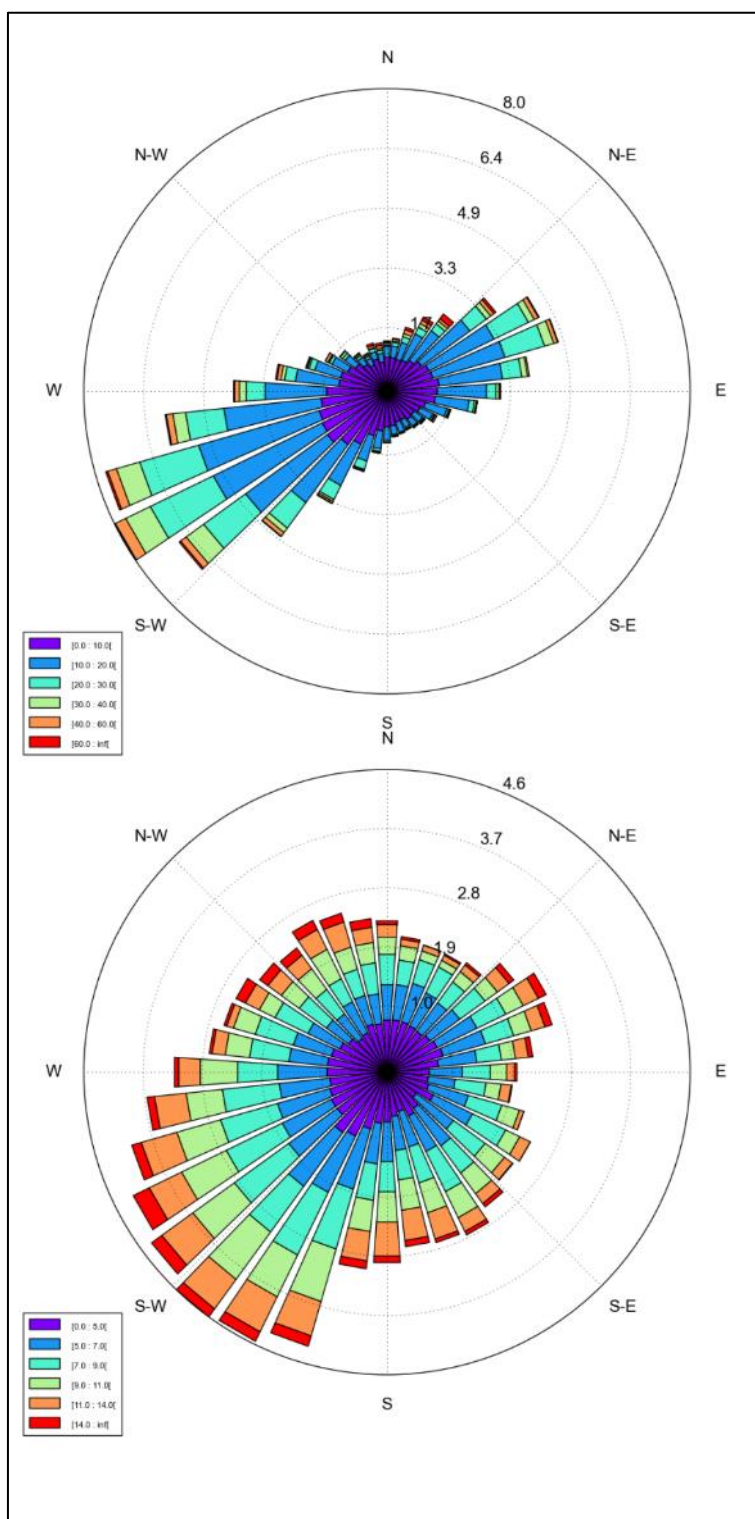 N
8.0
N-W
N-E
6.4
4.9
3.3
W
E
S-W
S-E
]0.0 : 10.0[
]10.0 : 20.0[
]20.0 : 30.0[
]30.0 : 40.0[
]40.0 : 60.0[
]60.0 : inf[
S
N
4.6
N-W
N-E
3.7
2.8
1.9
1.0
W
E
S-W
S-E
]0.0 : 5.0[
]5.0 : 7.0[
]7.0 : 9.0[
]9.0 : 11.0[
]11.0 : 14.0[
]14.0 : inf[
S